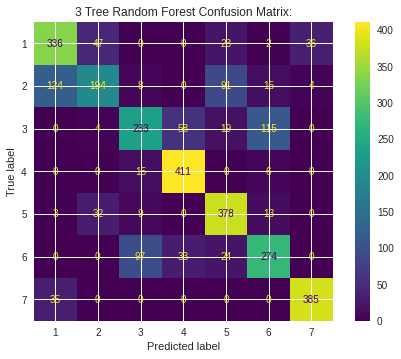 3 Tree Random Forest Confusion Matrix:
1 336 47 0 0 23 2 400
2 124 194 8 0 91 15 4 350
3 0 4 233 19 115 0 300
250
4 0 0 15 411 0 6 0 200
5 3 32 9 0 378 13 0 150
6 0 0 97 33 24 274 0 100
50
7 35 0 0 0 0 0 385 0
1 2 3 4 5 6 7
True label
Predicted label